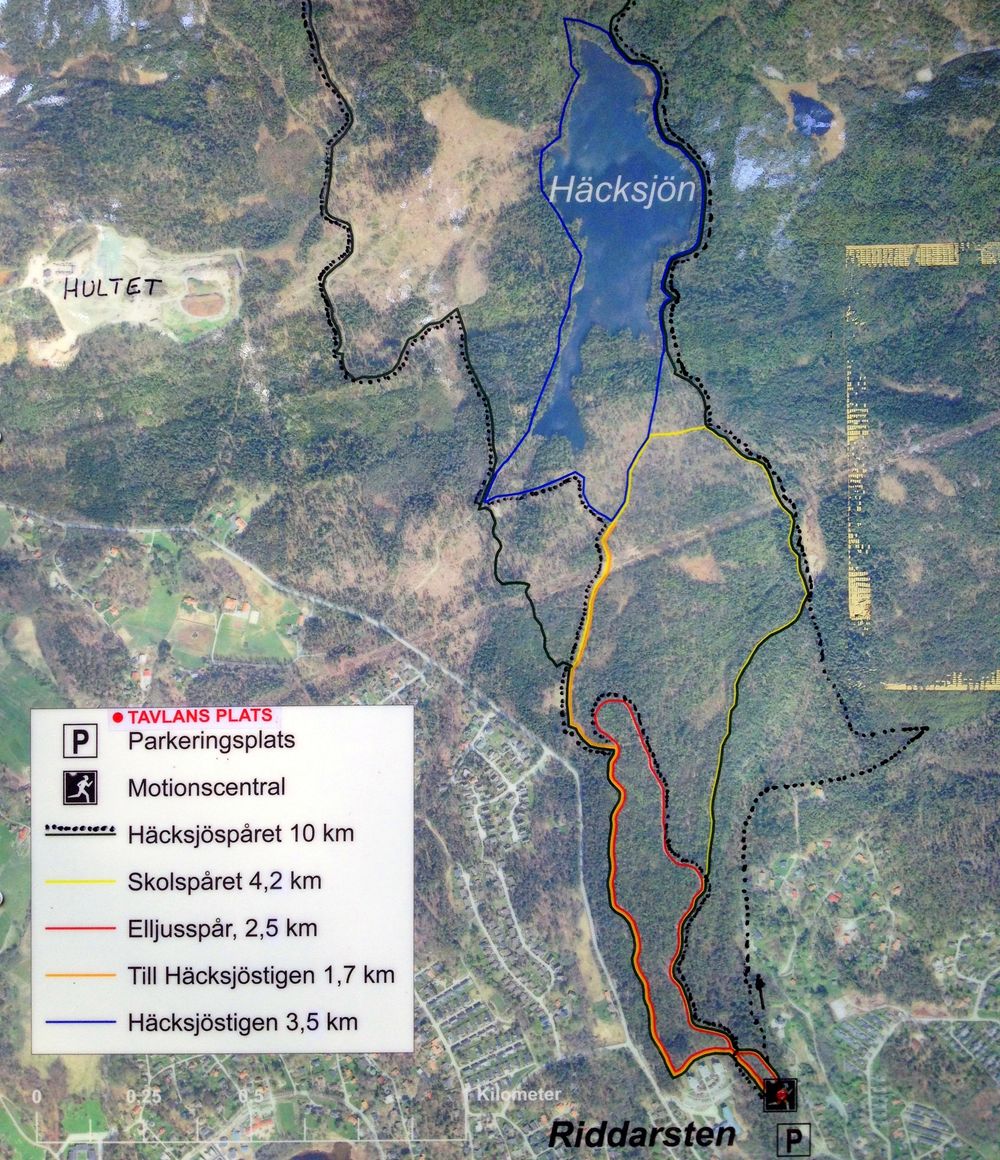 Häcksjön
HULTET
TAVLANS PLATS
P Parkeringsplats
Motionscentral
Häcksjöspåret 10 km
Skolspåret 4,2 km
Elljusspår, 2,5 km
Till Häcksjöstigen 1,7 km
Häcksjöstigen 3,5 km
0 0.25 0.5 1 Kilometer
Riddarsten
P